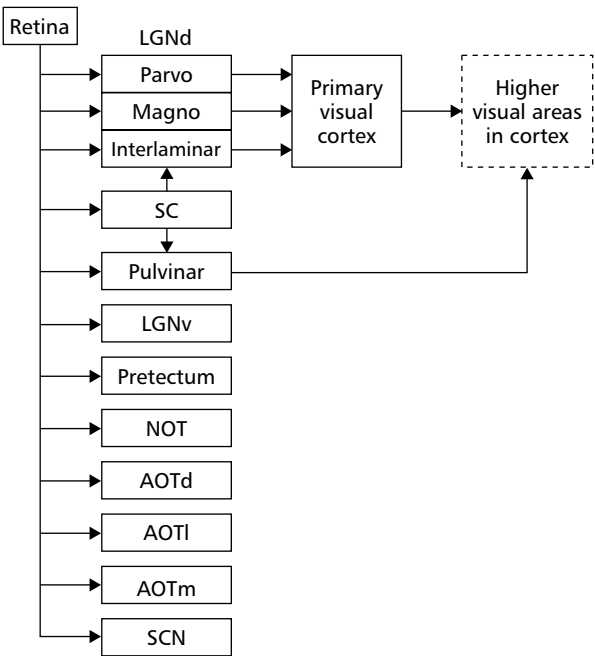 Retina
LGNd
Parvo
Magno
Interlaminar
Primary
visual
cortex
Higher
visual areas
in cortex
SC
Pulvinar
LGNv
Pretectum
NOT
AOTd
AOTl
AOTm
SCN